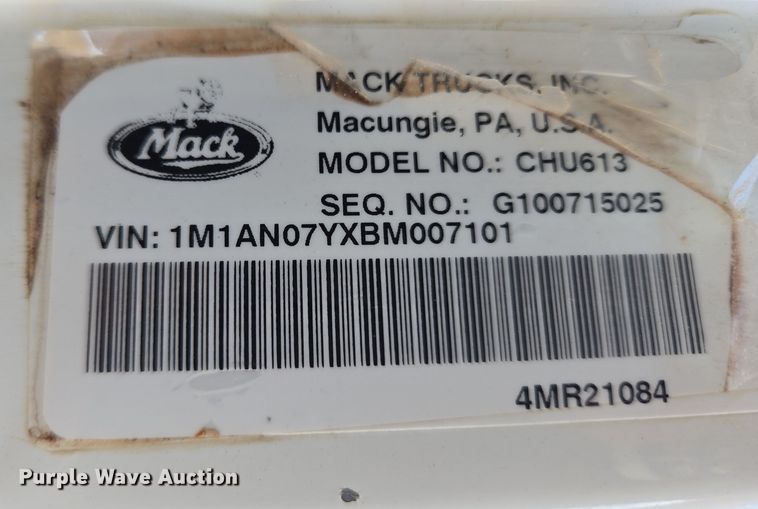 MACK TRUCKS, INC.
Mack
Macungie, PA, U.S.A.
MODEL NO.: CHU613
SEQ. NO.: G100715025
VIN: 1M1AN07YXBM007101
4MR21084
Purple Wave Auction